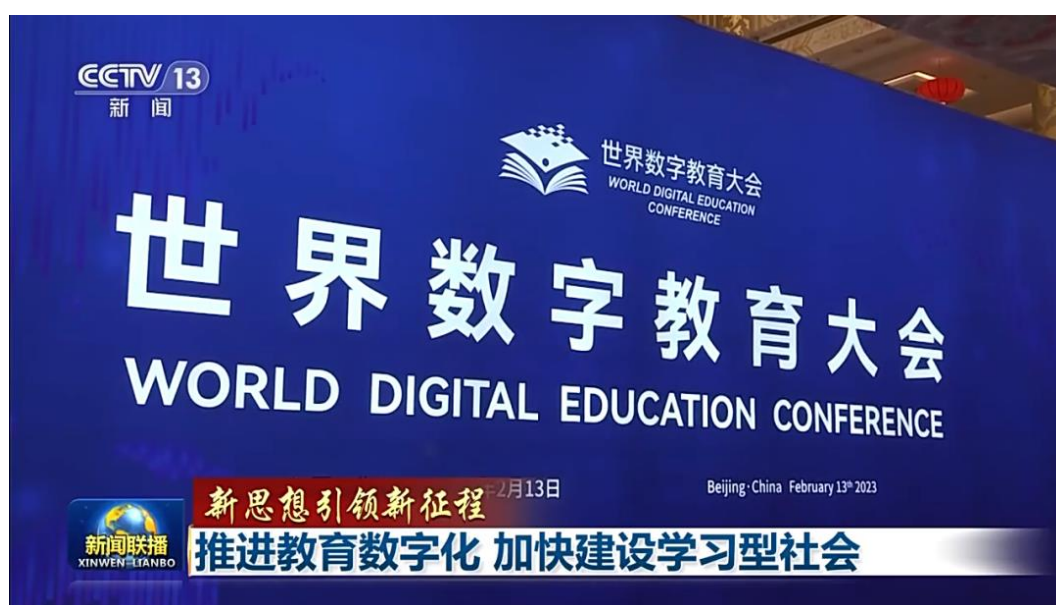 CCTV 13
新闻
世界数字教育大会
WORLD DIGITAL EDUCATION
CONFERENCE
世界数字教育大会
WORLD DIGITAL EDUCATION CONFERENCE
2月13日
Beijing·China February 13th 2023
新思想引领新征程
新闻联播
XINWEN LIANBO
推进教育数字化 加快建设学习型社会